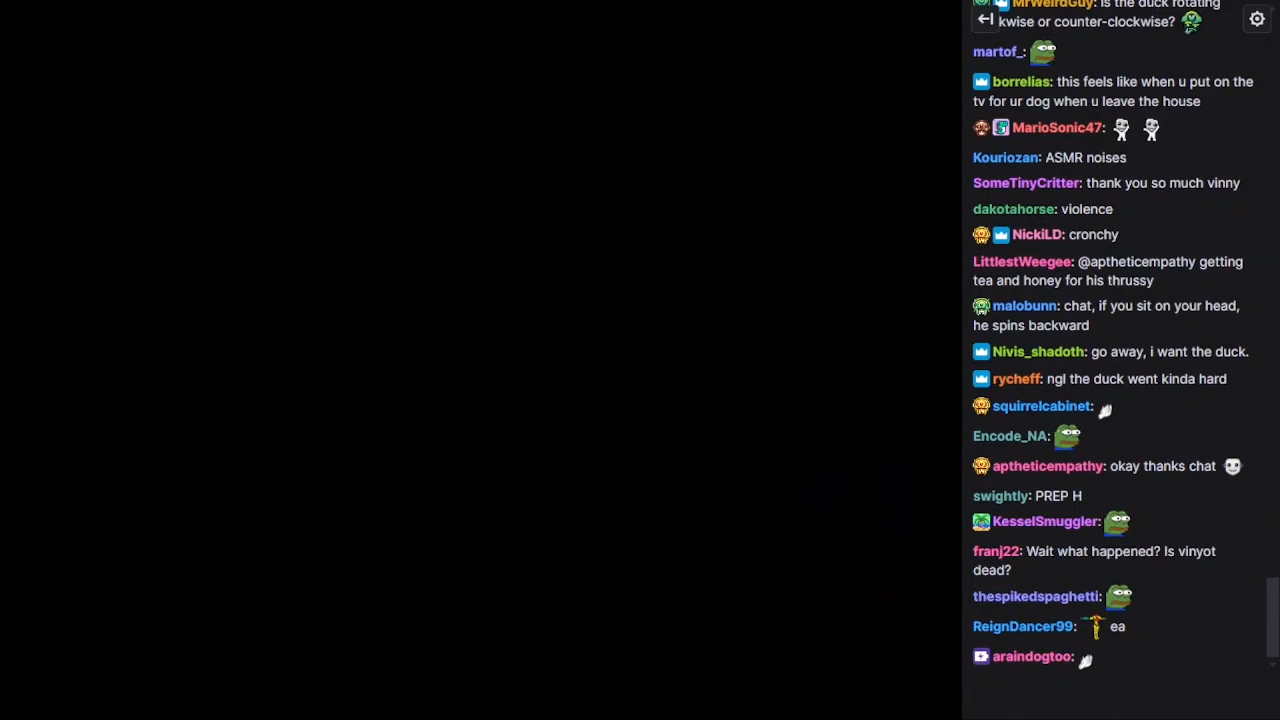 MrWeirdGuy: is the duck rotating
kwise or counter-clockwise?
martof_:
borrelias: this feels like when u put on the
tv for ur dog when u leave the house
MarioSonic47:
Kouriozan: ASMR noises
SomeTinyCritter: thank you so much vinny
dakotahorse: violence
NickiLD: cronchy
LittlestWeegee: @aptheticempathy getting
tea and honey for his thrussy
malobunn: chat, if you sit on your head,
he spins backward
Nivis_shadoth: go away, i want the duck.
rycheff: ngl the duck went kinda hard
squirrelcabinet:
Encode_NA:
aptheticempathy: okay thanks chat
swightly: PREP H
KesselSmuggler:
franj22: Wait what happened? Is vinyot
dead?
thespikedspaghetti:
ReignDancer99: ea
araindogtoo: